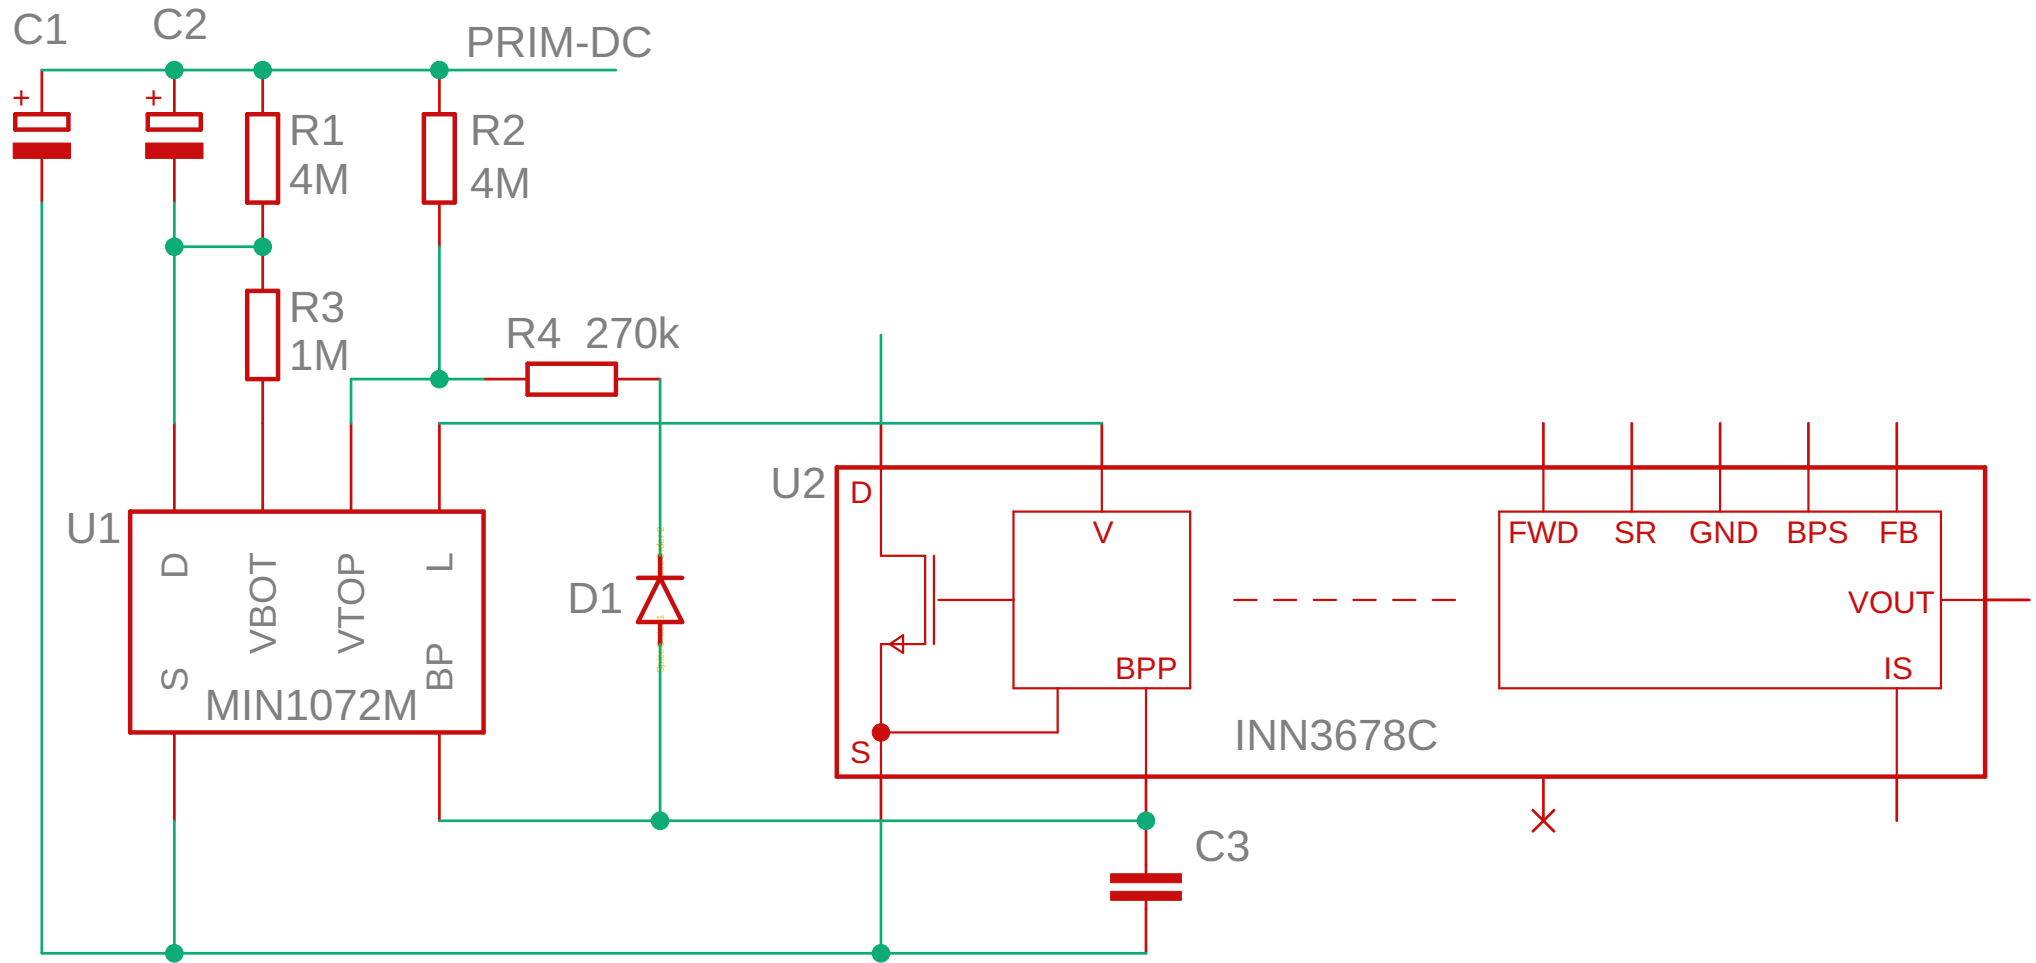 C1
C2
PRIM-DC
+
+
R1
4M
R2
4M
R3
1M
R4 270k
U1
D
VBOT
VTOP
L
S
BP
MIN1072M
D1
U2
D
V
BPP
S
INN3678C
FWD
SR
GND
BPS
FB
VOUT
IS
C3